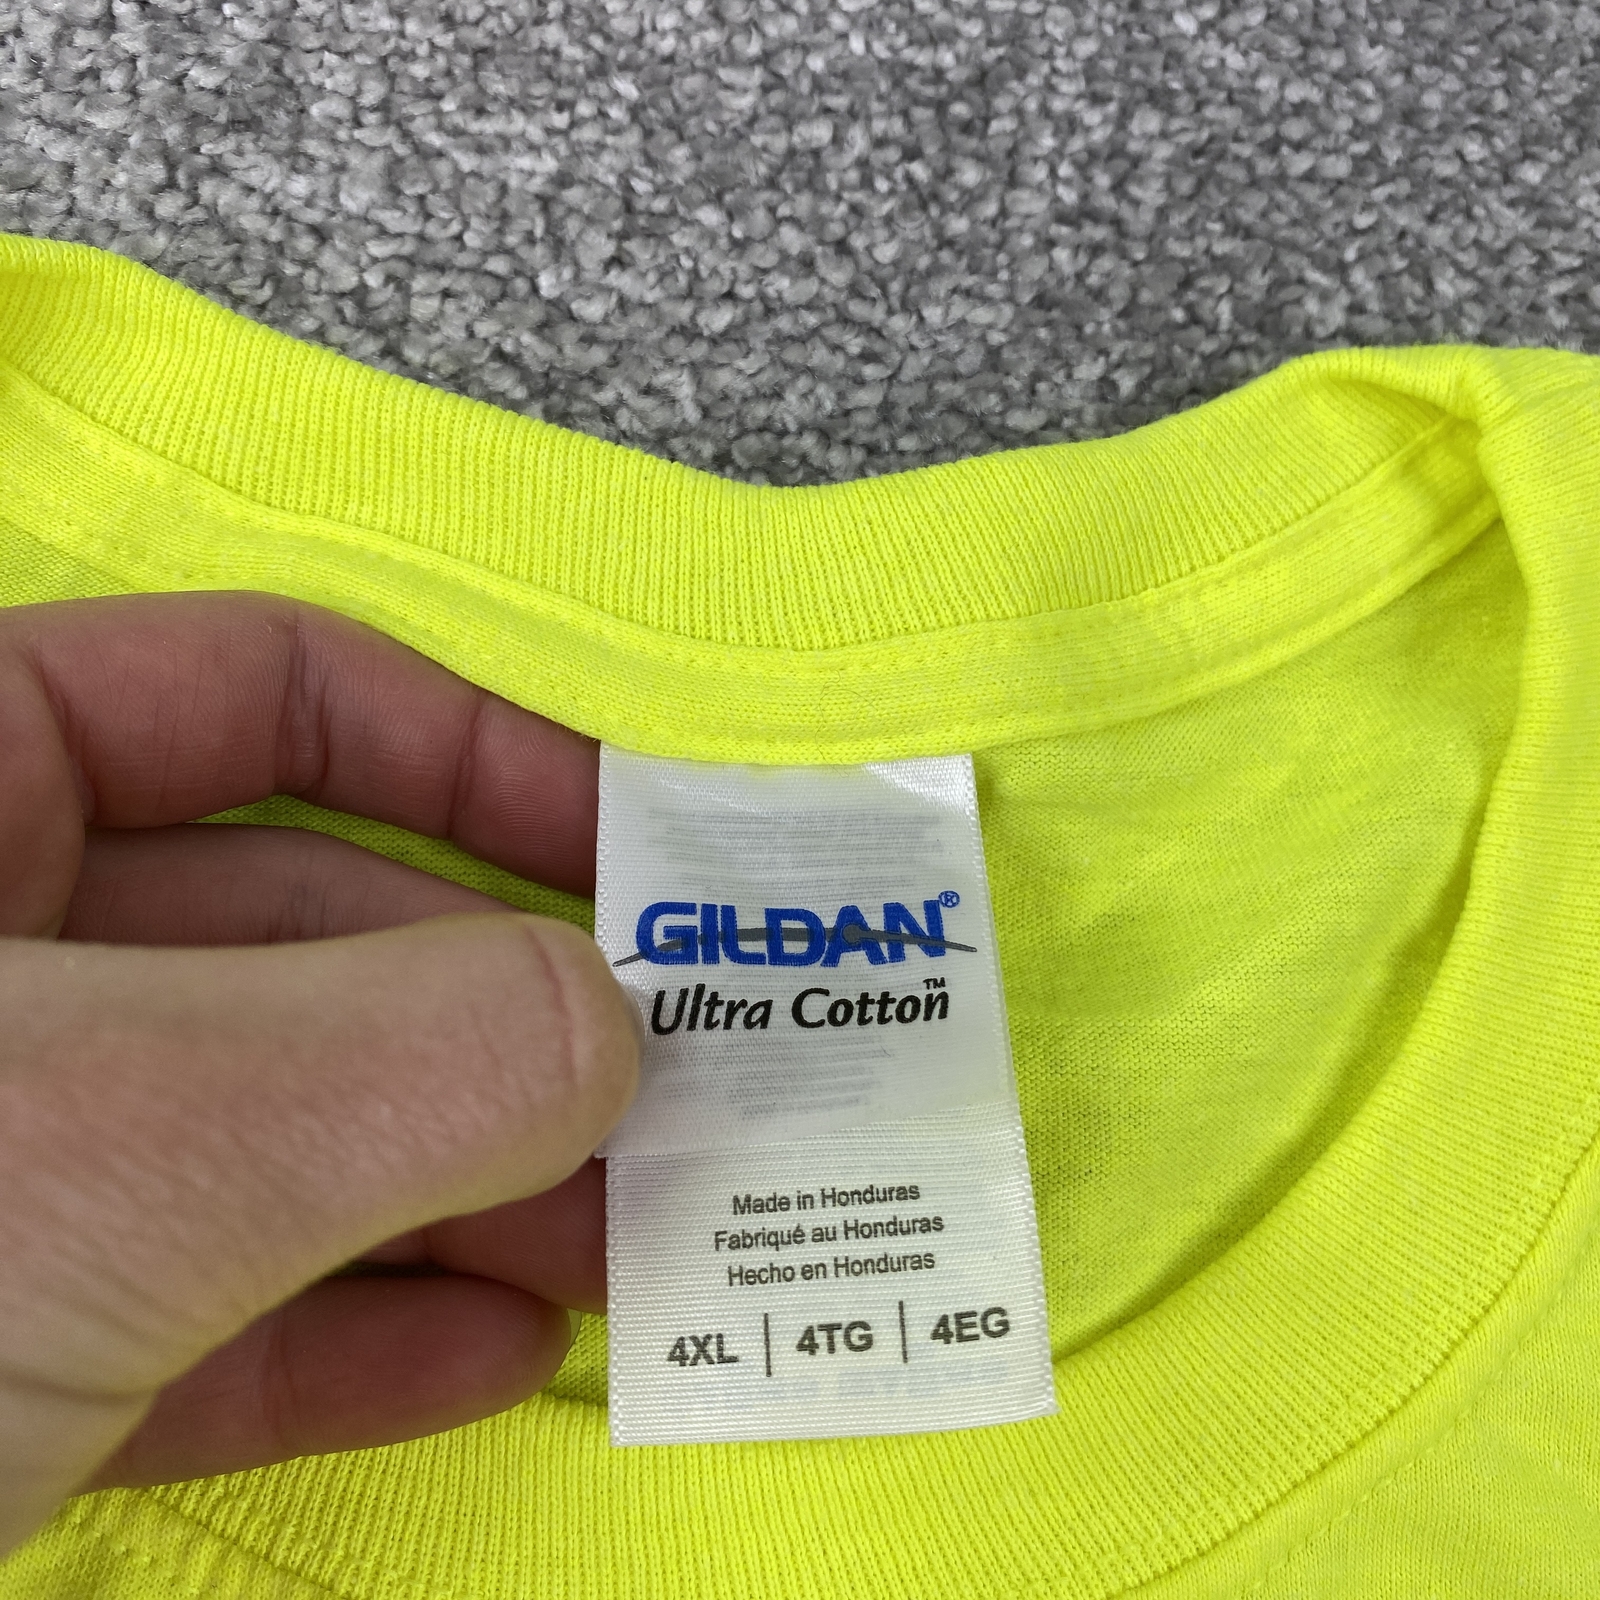 GILDAN®
Ultra Cotton™
Made in Honduras
Fabriqué au Honduras
Hecho en Honduras
4XL | 4TG | 4EG